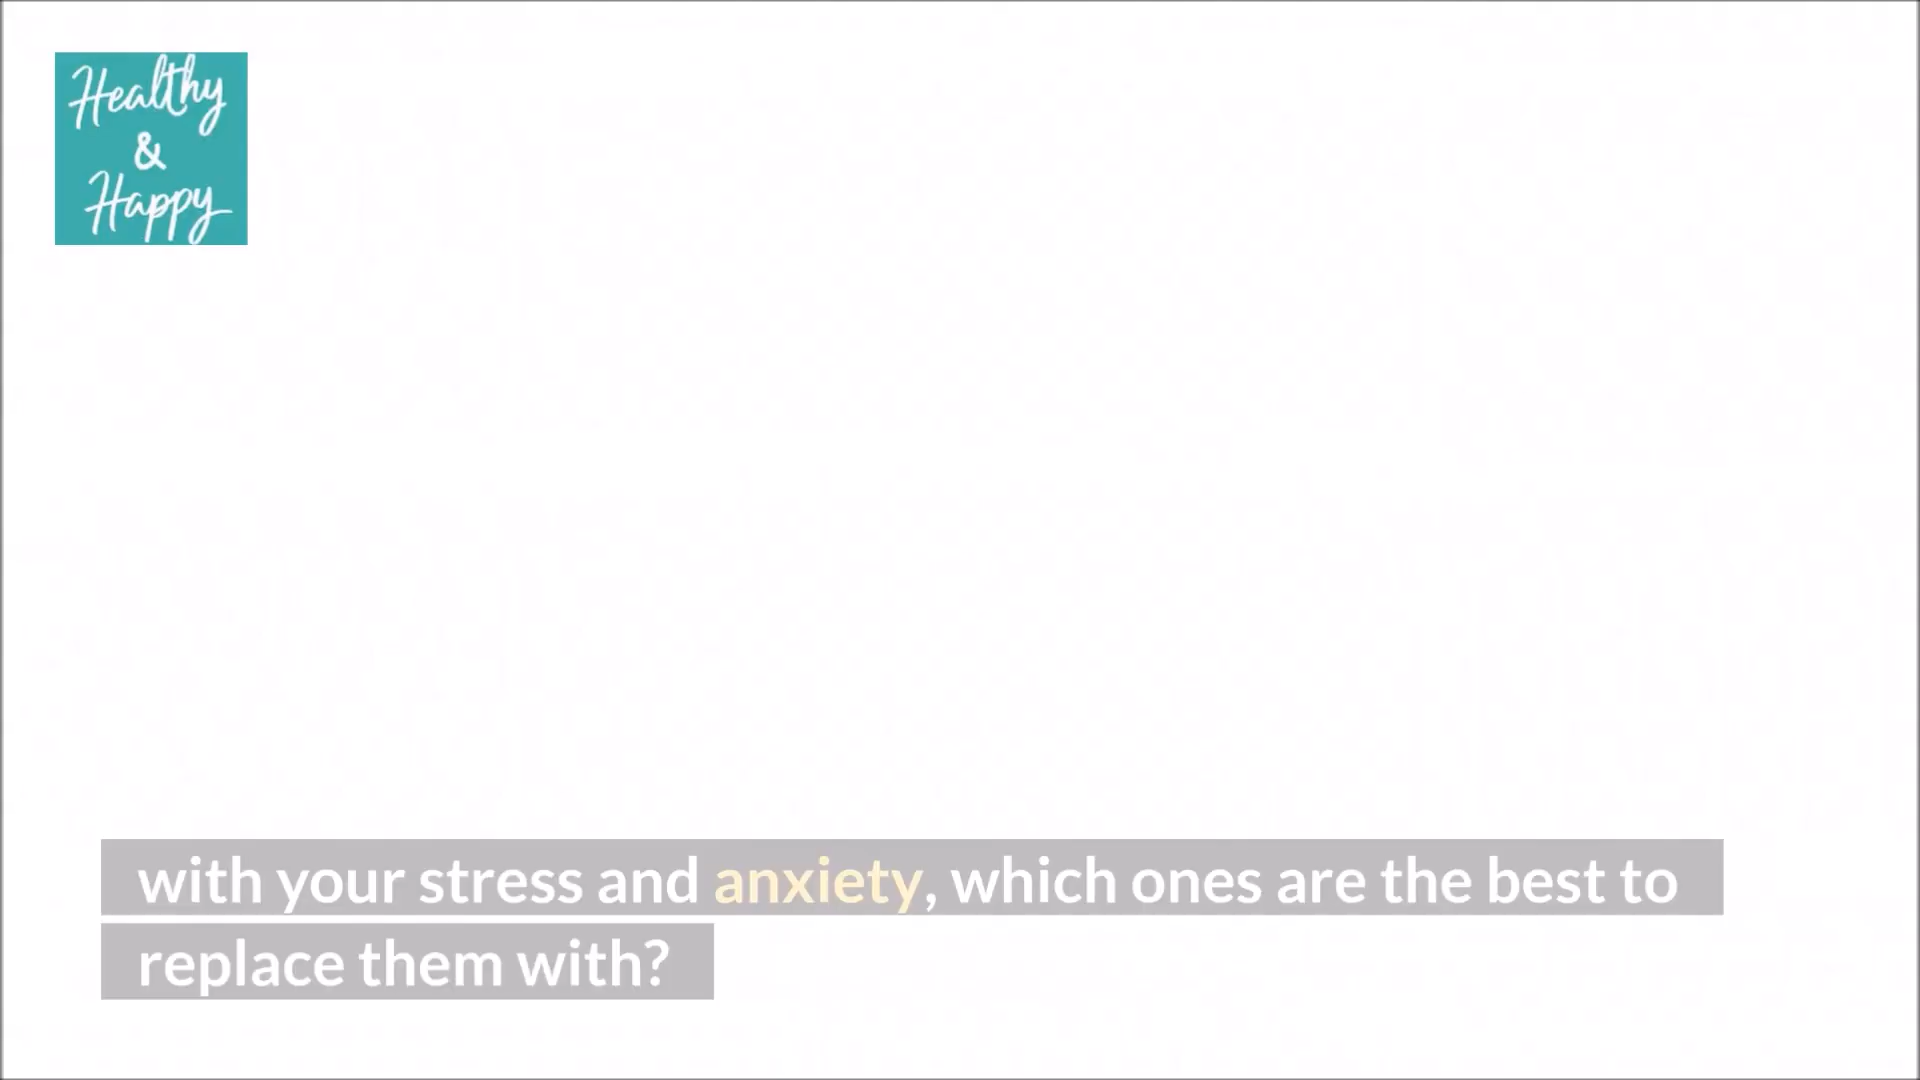 Healthy
&
Happy
with your stress and anxiety, which ones are the best to
replace them with?